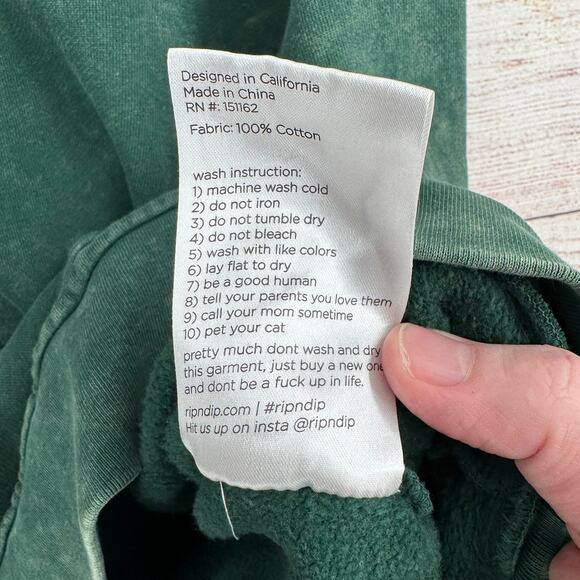 Designed in California
Made in China
RN #: 151162
Fabric: 100% Cotton
wash instruction:
1) machine wash cold
2) do not iron
3) do not tumble dry
4) do not bleach
5) wash with like colors
6) lay flat to dry
7) be a good human
8) tell your parents you love them
9) call your mom sometime
10) pet your cat
pretty much dont wash and dry
this garment, just buy a new one
and dont be a fuck up in life.
ripndip.com | #ripndip
Hit us up on insta @ripndip